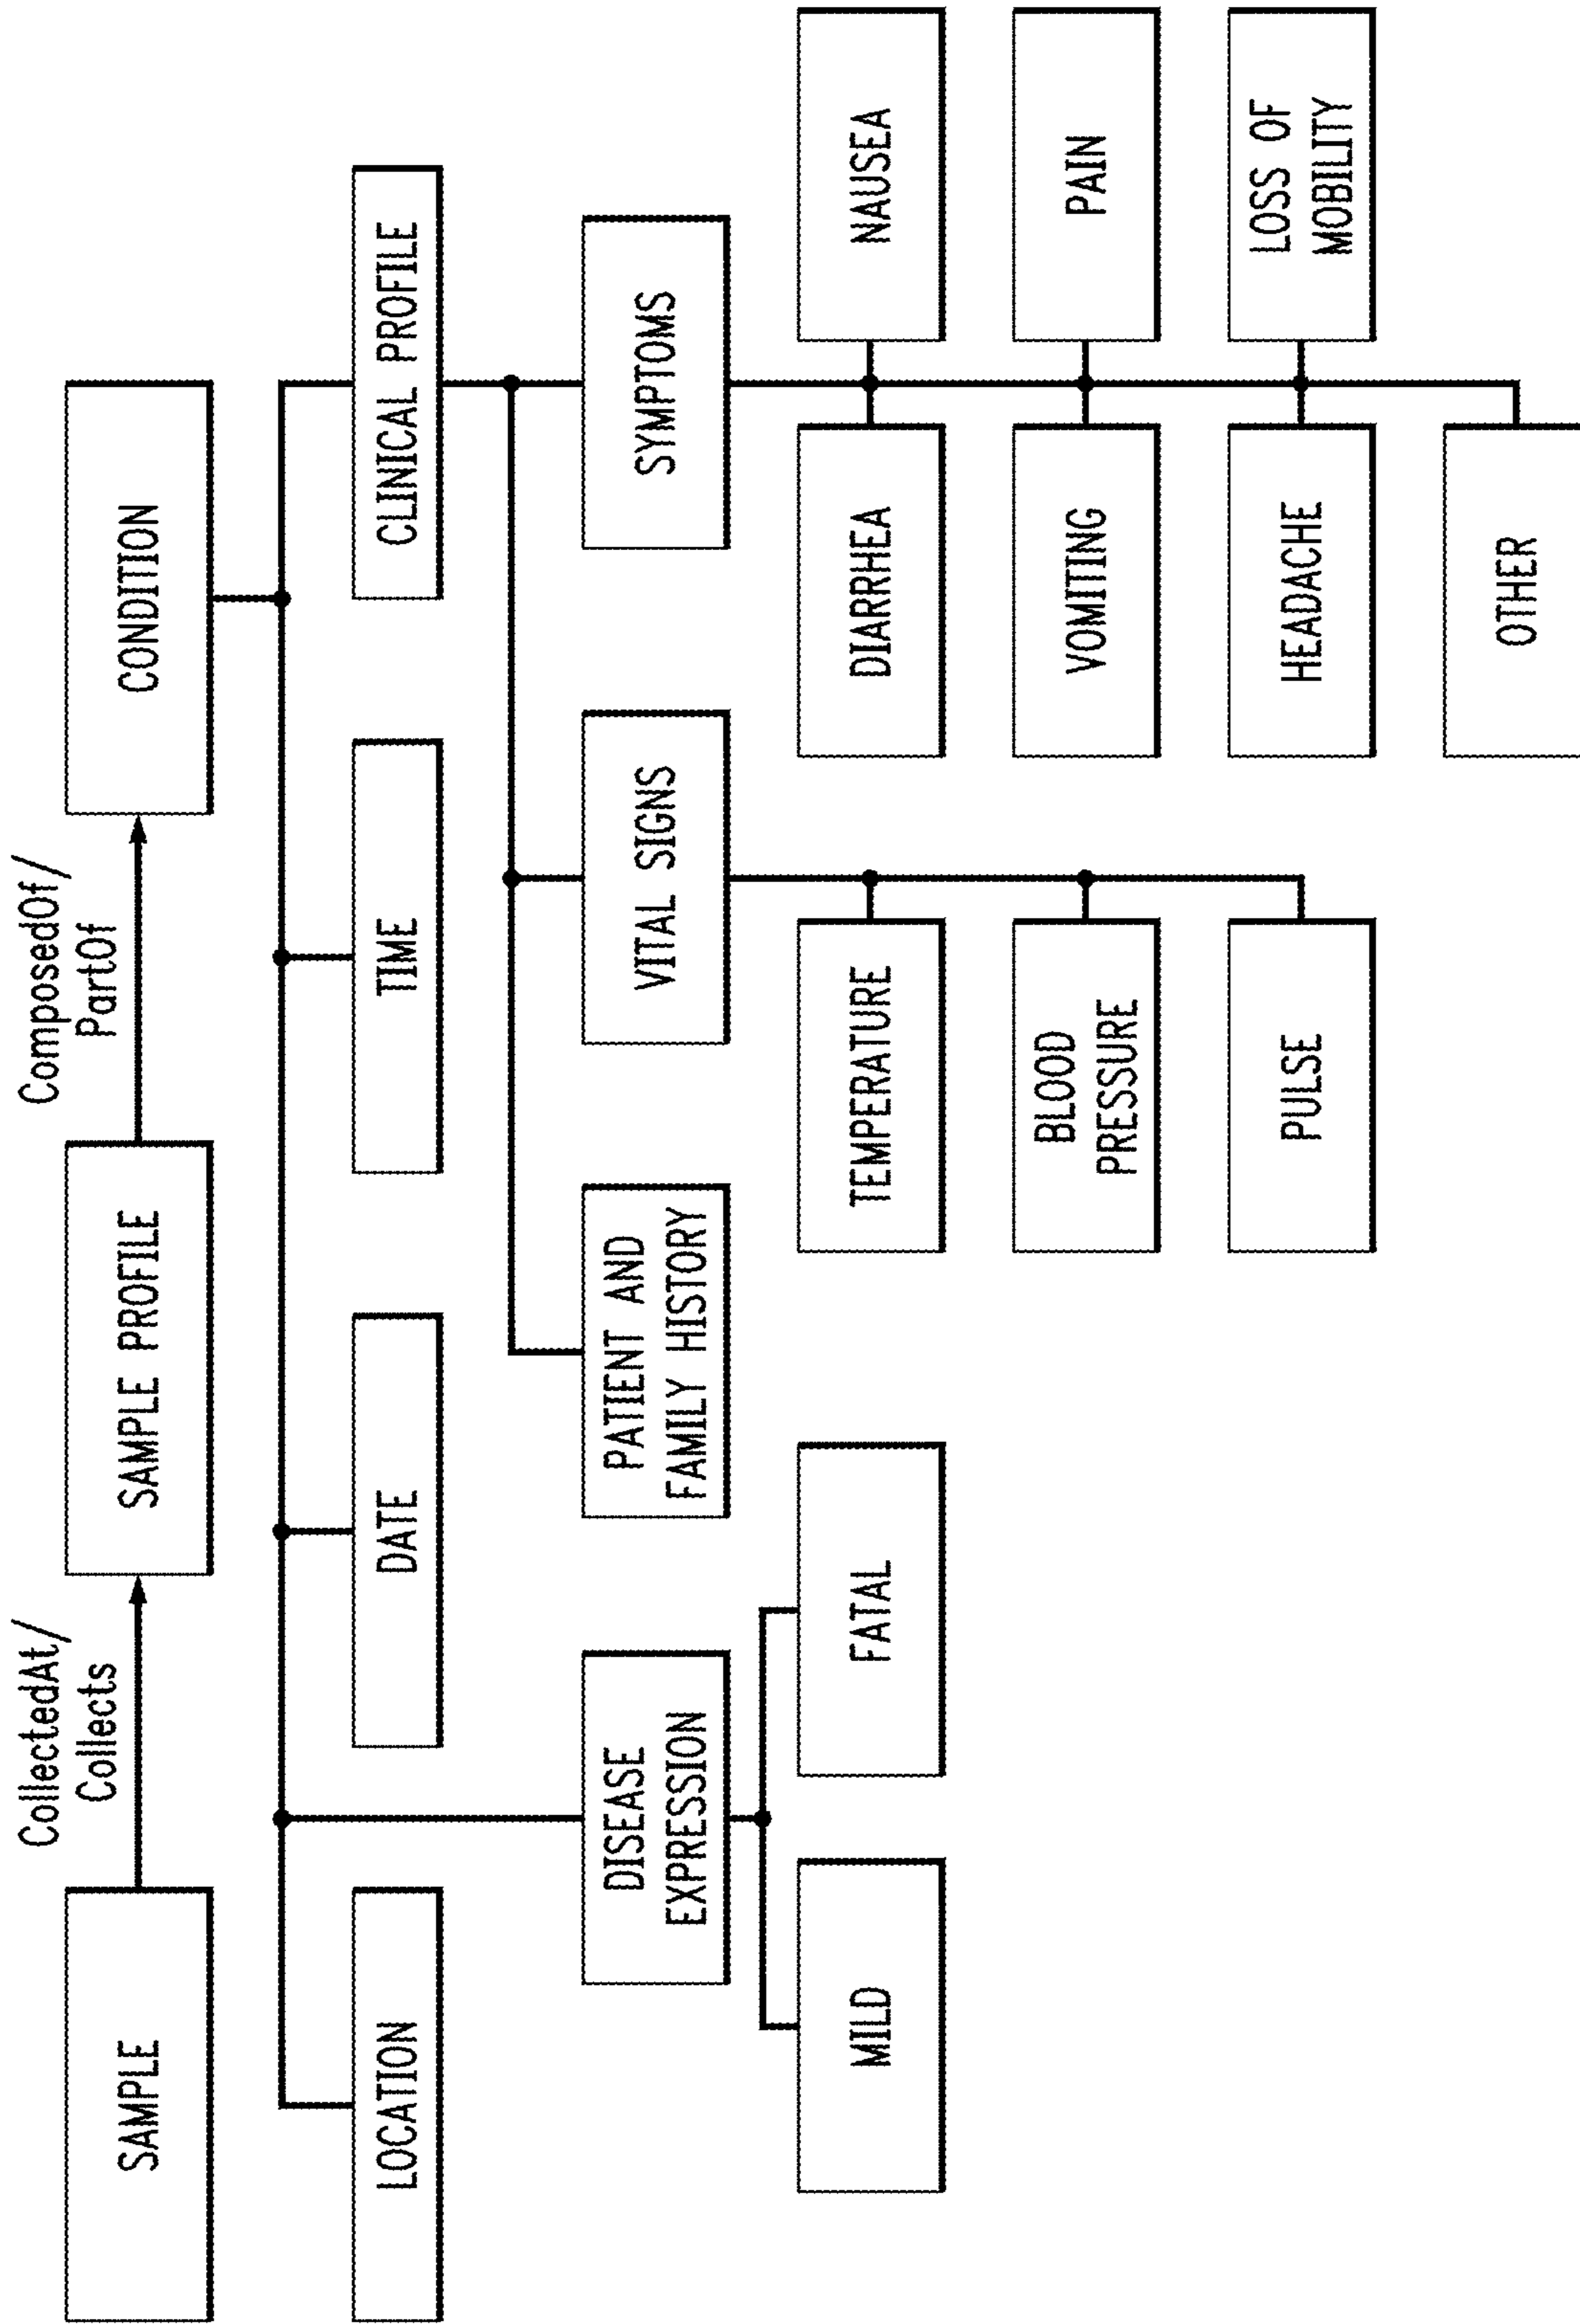 CollectedAt/
Collects
ComposedOf/
PartOf
SAMPLE
SAMPLE PROFILE
CONDITION
LOCATION
DATE
TIME
CLINICAL PROFILE
DISEASE
EXPRESSION
PATIENT AND
FAMILY HISTORY
VITAL SIGNS
SYMPTOMS
MILD
FATAL
TEMPERATURE
DIARRHEA
NAUSEA
BLOOD
PRESSURE
VOMITING
PAIN
PULSE
HEADACHE
LOSS OF
MOBILITY
OTHER